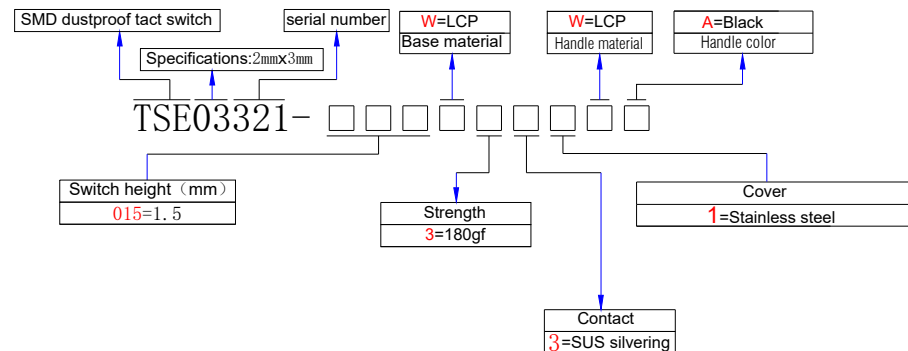 SMD dustproof tact switch
serial number
W=LCP
Base material
W=LCP
Handle material
A=Black
Handle color
Specifications:2mmx3mm
TSE03321-□□□□□□□□□
Switch height（mm）
015=1.5
Strength
3=180gf
Cover
1=Stainless steel
Contact
3=SUS silvering